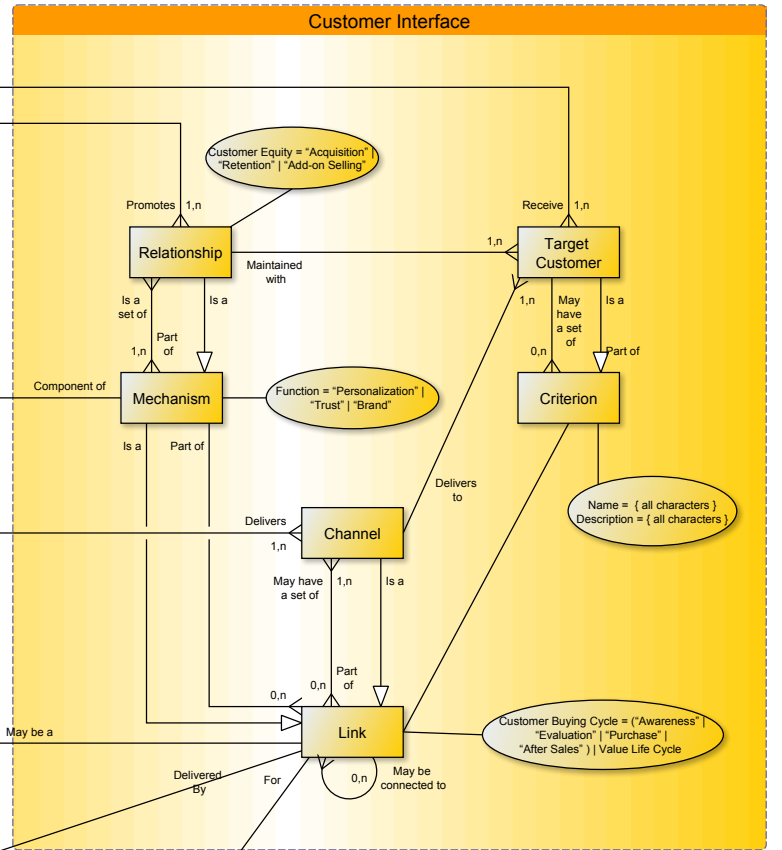 Customer Interface
Customer Equity = “Acquisition” |
“Retention” | “Add-on Selling”
Promotes
1,n
Receive
1,n
Relationship
Maintained
with
1,n
Target
Customer
Is a
set of
Is a
1,n
May
have
a set of
Is a
Part
of
1,n
0,n
Part of
Component of
Mechanism
Function = “Personalization” |
“Trust” | “Brand”
Criterion
Is a
Part of
Delivers
to
Name =  { all characters }
Description = { all characters }
Delivers
1,n
Channel
May have
a set of
1,n
Is a
Part
of
0,n
0,n
May be a
Link
Customer Buying Cycle = (“Awareness” |
“Evaluation” | “Purchase” |
“After Sales” ) | Value Life Cycle
Delivered
By
For
0,n
May be
connected to